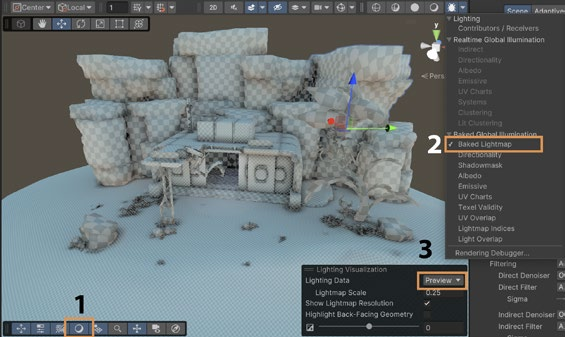 Center
Local
1
2D
Scene
Adaptive
y
Pers
Lighting
Contributors / Receivers
Realtime Global Illumination
Indirect
Directionality
Albedo
Emissive
UV Charts
Systems
Clustering
Lit Clustering
Baked Global Illumination
2
Baked Lightmap
Directionality
Shadowmask
Albedo
Emissive
UV Charts
Texel Validity
UV Overlap
Lightmap Indices
Light Overlap
Rendering Debugger...
3
Lighting Visualization
Lighting Data
Preview
Lightmap Scale
0.25
Show Lightmap Resolution
Highlight Back-Facing Geometry
0
Filtering
Direct Denoiser
Direct Filter
Sigma
Indirect Denoiser
Indirect Filter
1